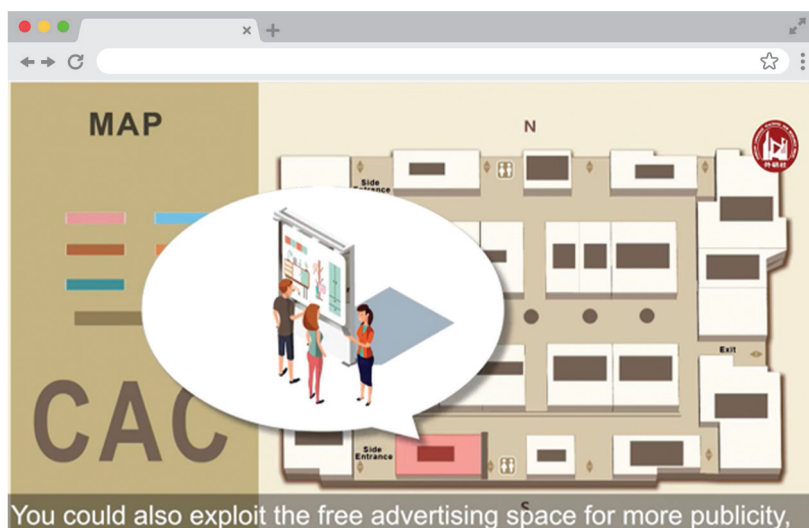 MAP
N
Side
Entrance
Exit
CAC
Side
Entrance
S
You could also exploit the free advertising space for more publicity,